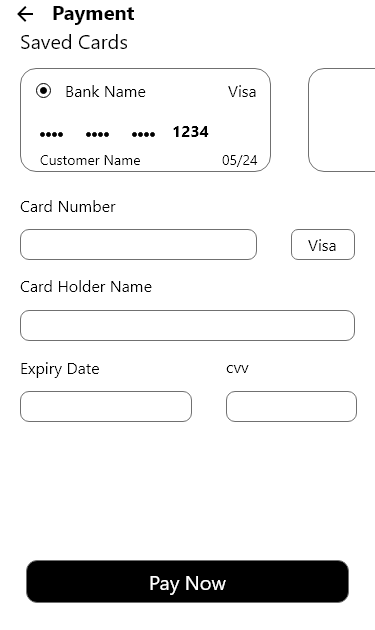 Payment
Saved Cards
Bank Name Visa
•••• •••• •••• 1234
Customer Name 05/24
Card Number
Visa
Card Holder Name
Expiry Date CVV
Pay Now